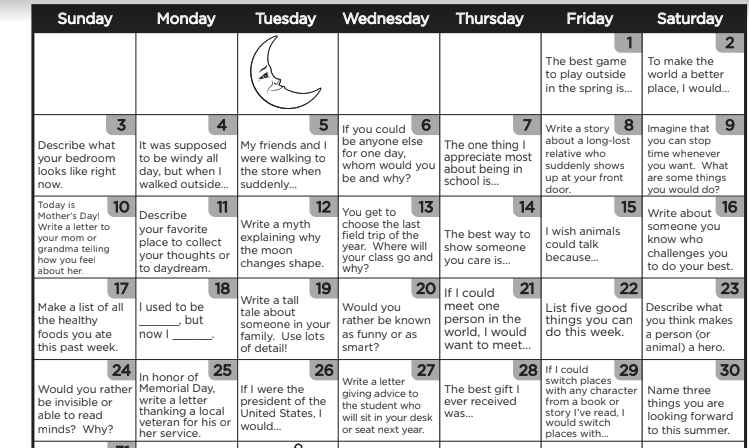 Sunday Monday Tuesday Wednesday Thursday Friday Saturday
1
The best game
to play outside
in the spring is...
2
To make the
world a better
place, I would...
3
Describe what
your bedroom
looks like right
now.
4
It was supposed
to be windy all
day, but when I
walked outside...
5
My friends and I
were walking to
the store when
suddenly...
6
If you could
be anyone else
for one day,
whom would you
be and why?
7
The one thing I
appreciate most
about being in
school is...
8
Write a story
about a long-lost
relative who
suddenly shows
up at your front
door.
9
Imagine that
you can stop
time whenever
you want. What
are some things
you would do?
10
Today is
Mother's Day!
Write a letter to
your mom or
grandma telling
how you feel
about her.
11
Describe
your favorite
place to collect
your thoughts or
to daydream.
12
Write a myth
explaining why
the moon
changes shape.
13
You get to
choose the last
field trip of the
year. Where will
your class go and
why?
14
The best way to
show someone
you care is...
15
I wish animals
could talk
because...
16
Write about
someone you
know who
challenges you
to do your best.
17
Make a list of all
the healthy
foods you ate
this past week.
18
I used to be
______, but
now I ______.
19
Write a tall
tale about
someone in your
family. Use lots
of detail!
20
Would you
rather be known
as funny or as
smart?
21
If I could
meet one
person in the
world, I would
want to meet...
22
List five good
things you can
do this week.
23
Describe what
you think makes
a person (or
animal) a hero.
24
Would you rather
be invisible or
able to read
minds? Why?
25
In honor of
Memorial Day,
write a letter
thanking a local
veteran for his or
her service.
26
If I were the
president of the
United States, I
would...
27
Write a letter
giving advice to
the student who
will sit in your desk
or seat next year.
28
The best gift I
ever received
was...
29
If I could
switch places
with any character
from a book or
story I've read, I
would switch
places with...
30
Name three
things you are
looking forward
to this summer.